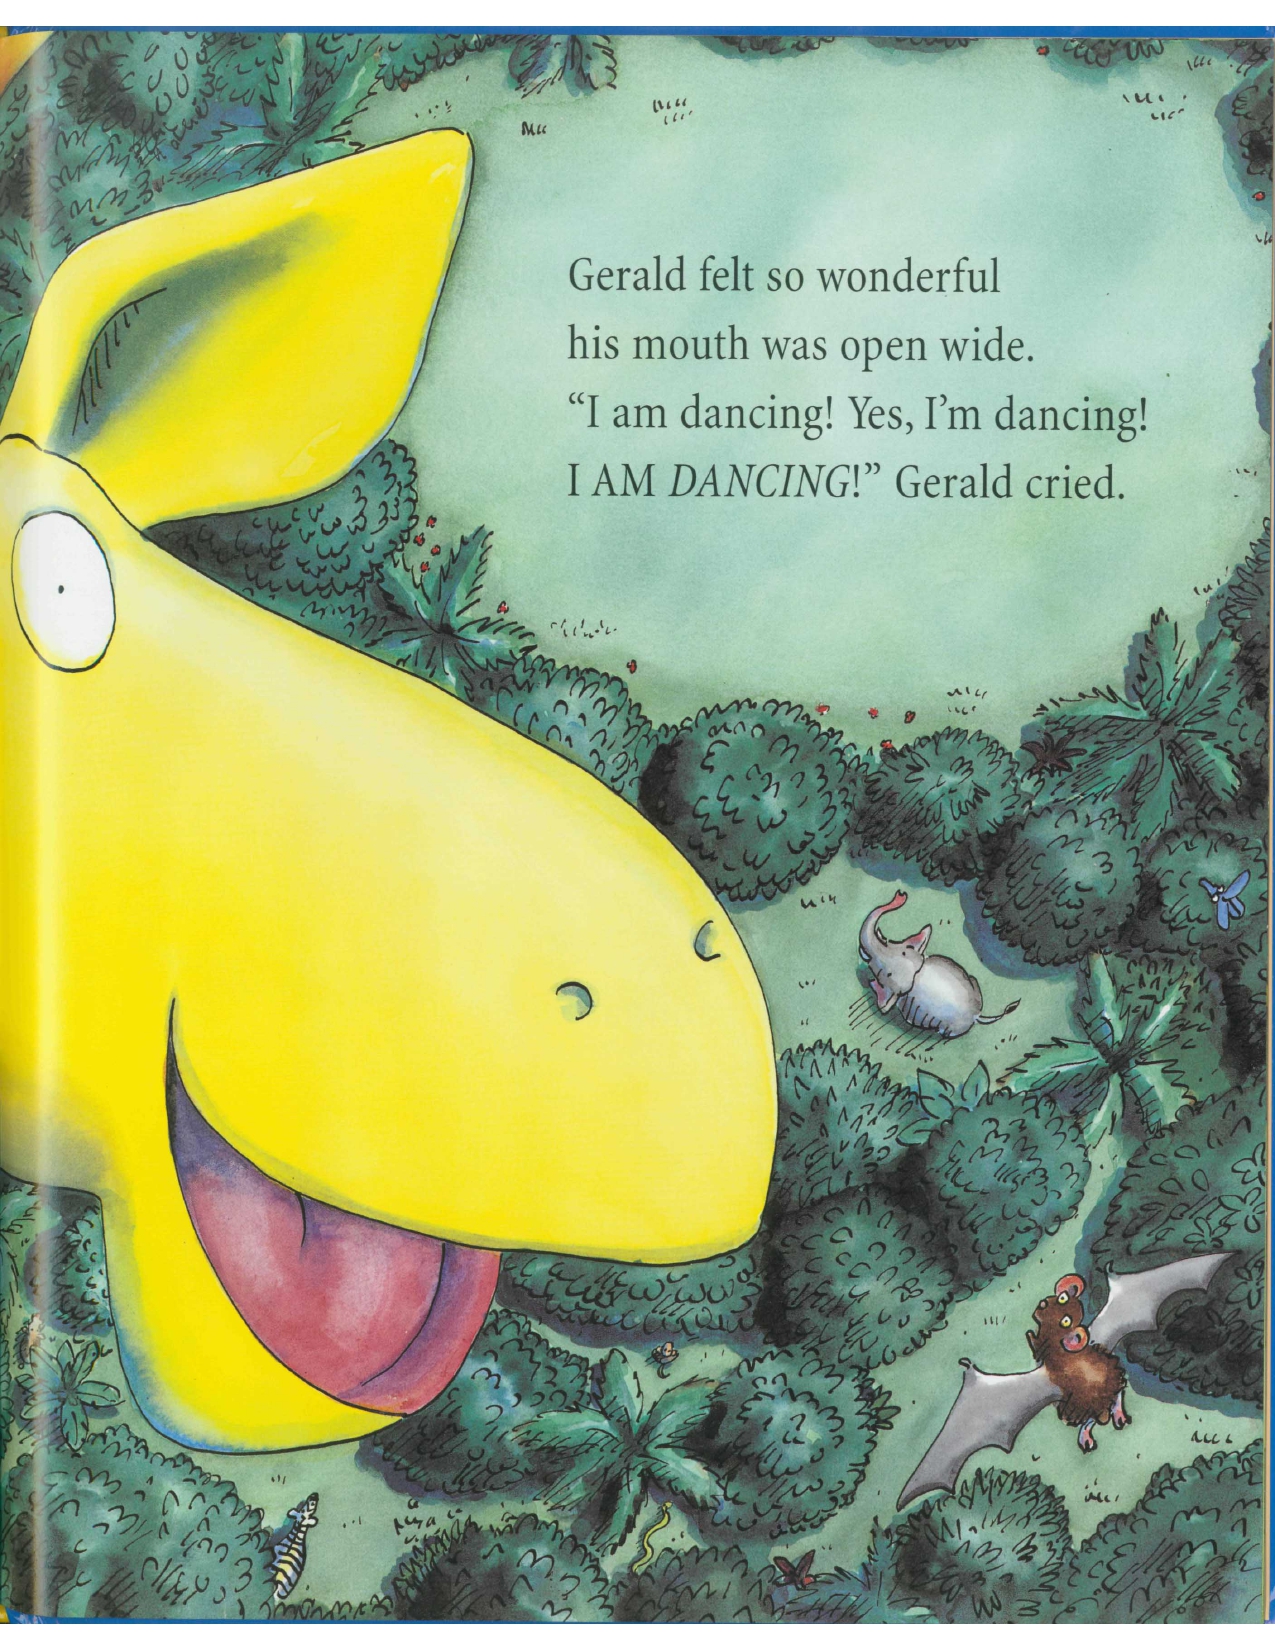 Gerald felt so wonderful
his mouth was open wide.
“I am dancing! Yes, I’m dancing!
I AM DANCING!” Gerald cried.